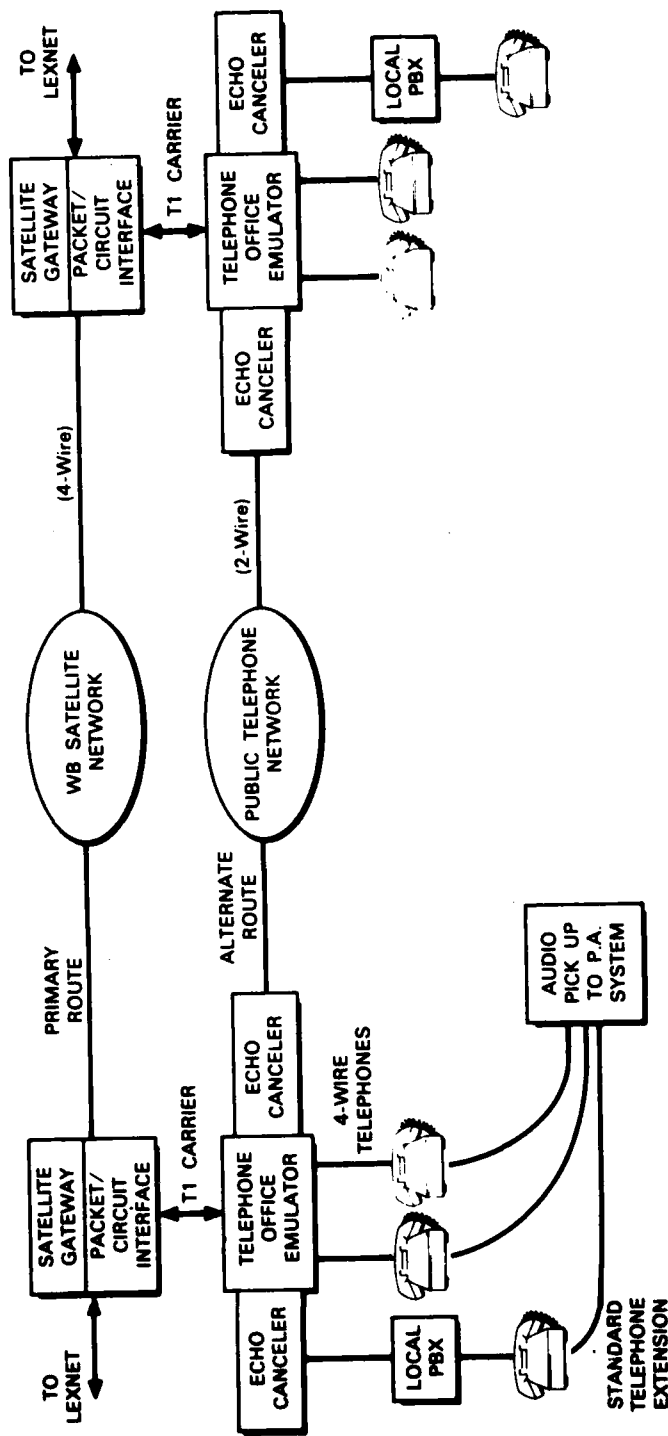 TO
LEXNET
SATELLITE
GATEWAY
PACKET/
CIRCUIT
INTERFACE
PRIMARY
ROUTE
WB SATELLITE
NETWORK
(4-Wire)
SATELLITE
GATEWAY
PACKET/
CIRCUIT
INTERFACE
TO
LEXNET
T1 CARRIER
T1 CARRIER
ECHO
CANCELER
TELEPHONE
OFFICE
EMULATOR
ECHO
CANCELER
ALTERNATE
ROUTE
PUBLIC TELEPHONE
NETWORK
(2-Wire)
ECHO
CANCELER
TELEPHONE
OFFICE
EMULATOR
ECHO
CANCELER
LOCAL
PBX
4-WIRE
TELEPHONES
LOCAL
PBX
STANDARD
TELEPHONE
EXTENSION
AUDIO
PICK UP
TO P.A.
SYSTEM